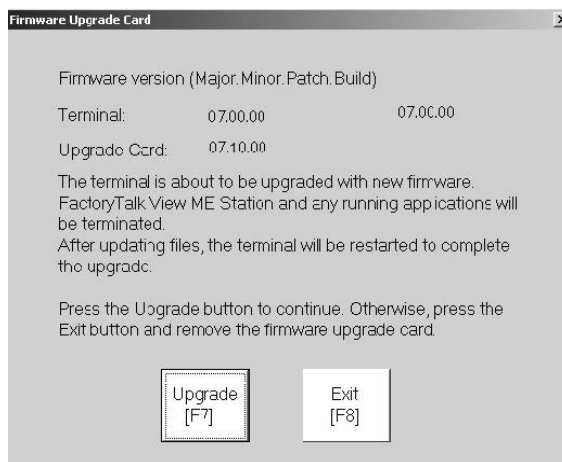 Firmware Upgrade Card
Firmware version (Major.Minor.Patch.Build)
Terminal: 07.00.00 07.00.00
Upgrade Card: 07.10.00
The terminal is about to be upgraded with new firmware.
FactoryTalk View ME Station and any running applications will
be terminated.
After updating files, the terminal will be restarted to complete
the upgrade.
Press the Upgrade button to continue. Otherwise, press the
Exit button and remove the firmware upgrade card.
Upgrade Exit
[F7] [F8]